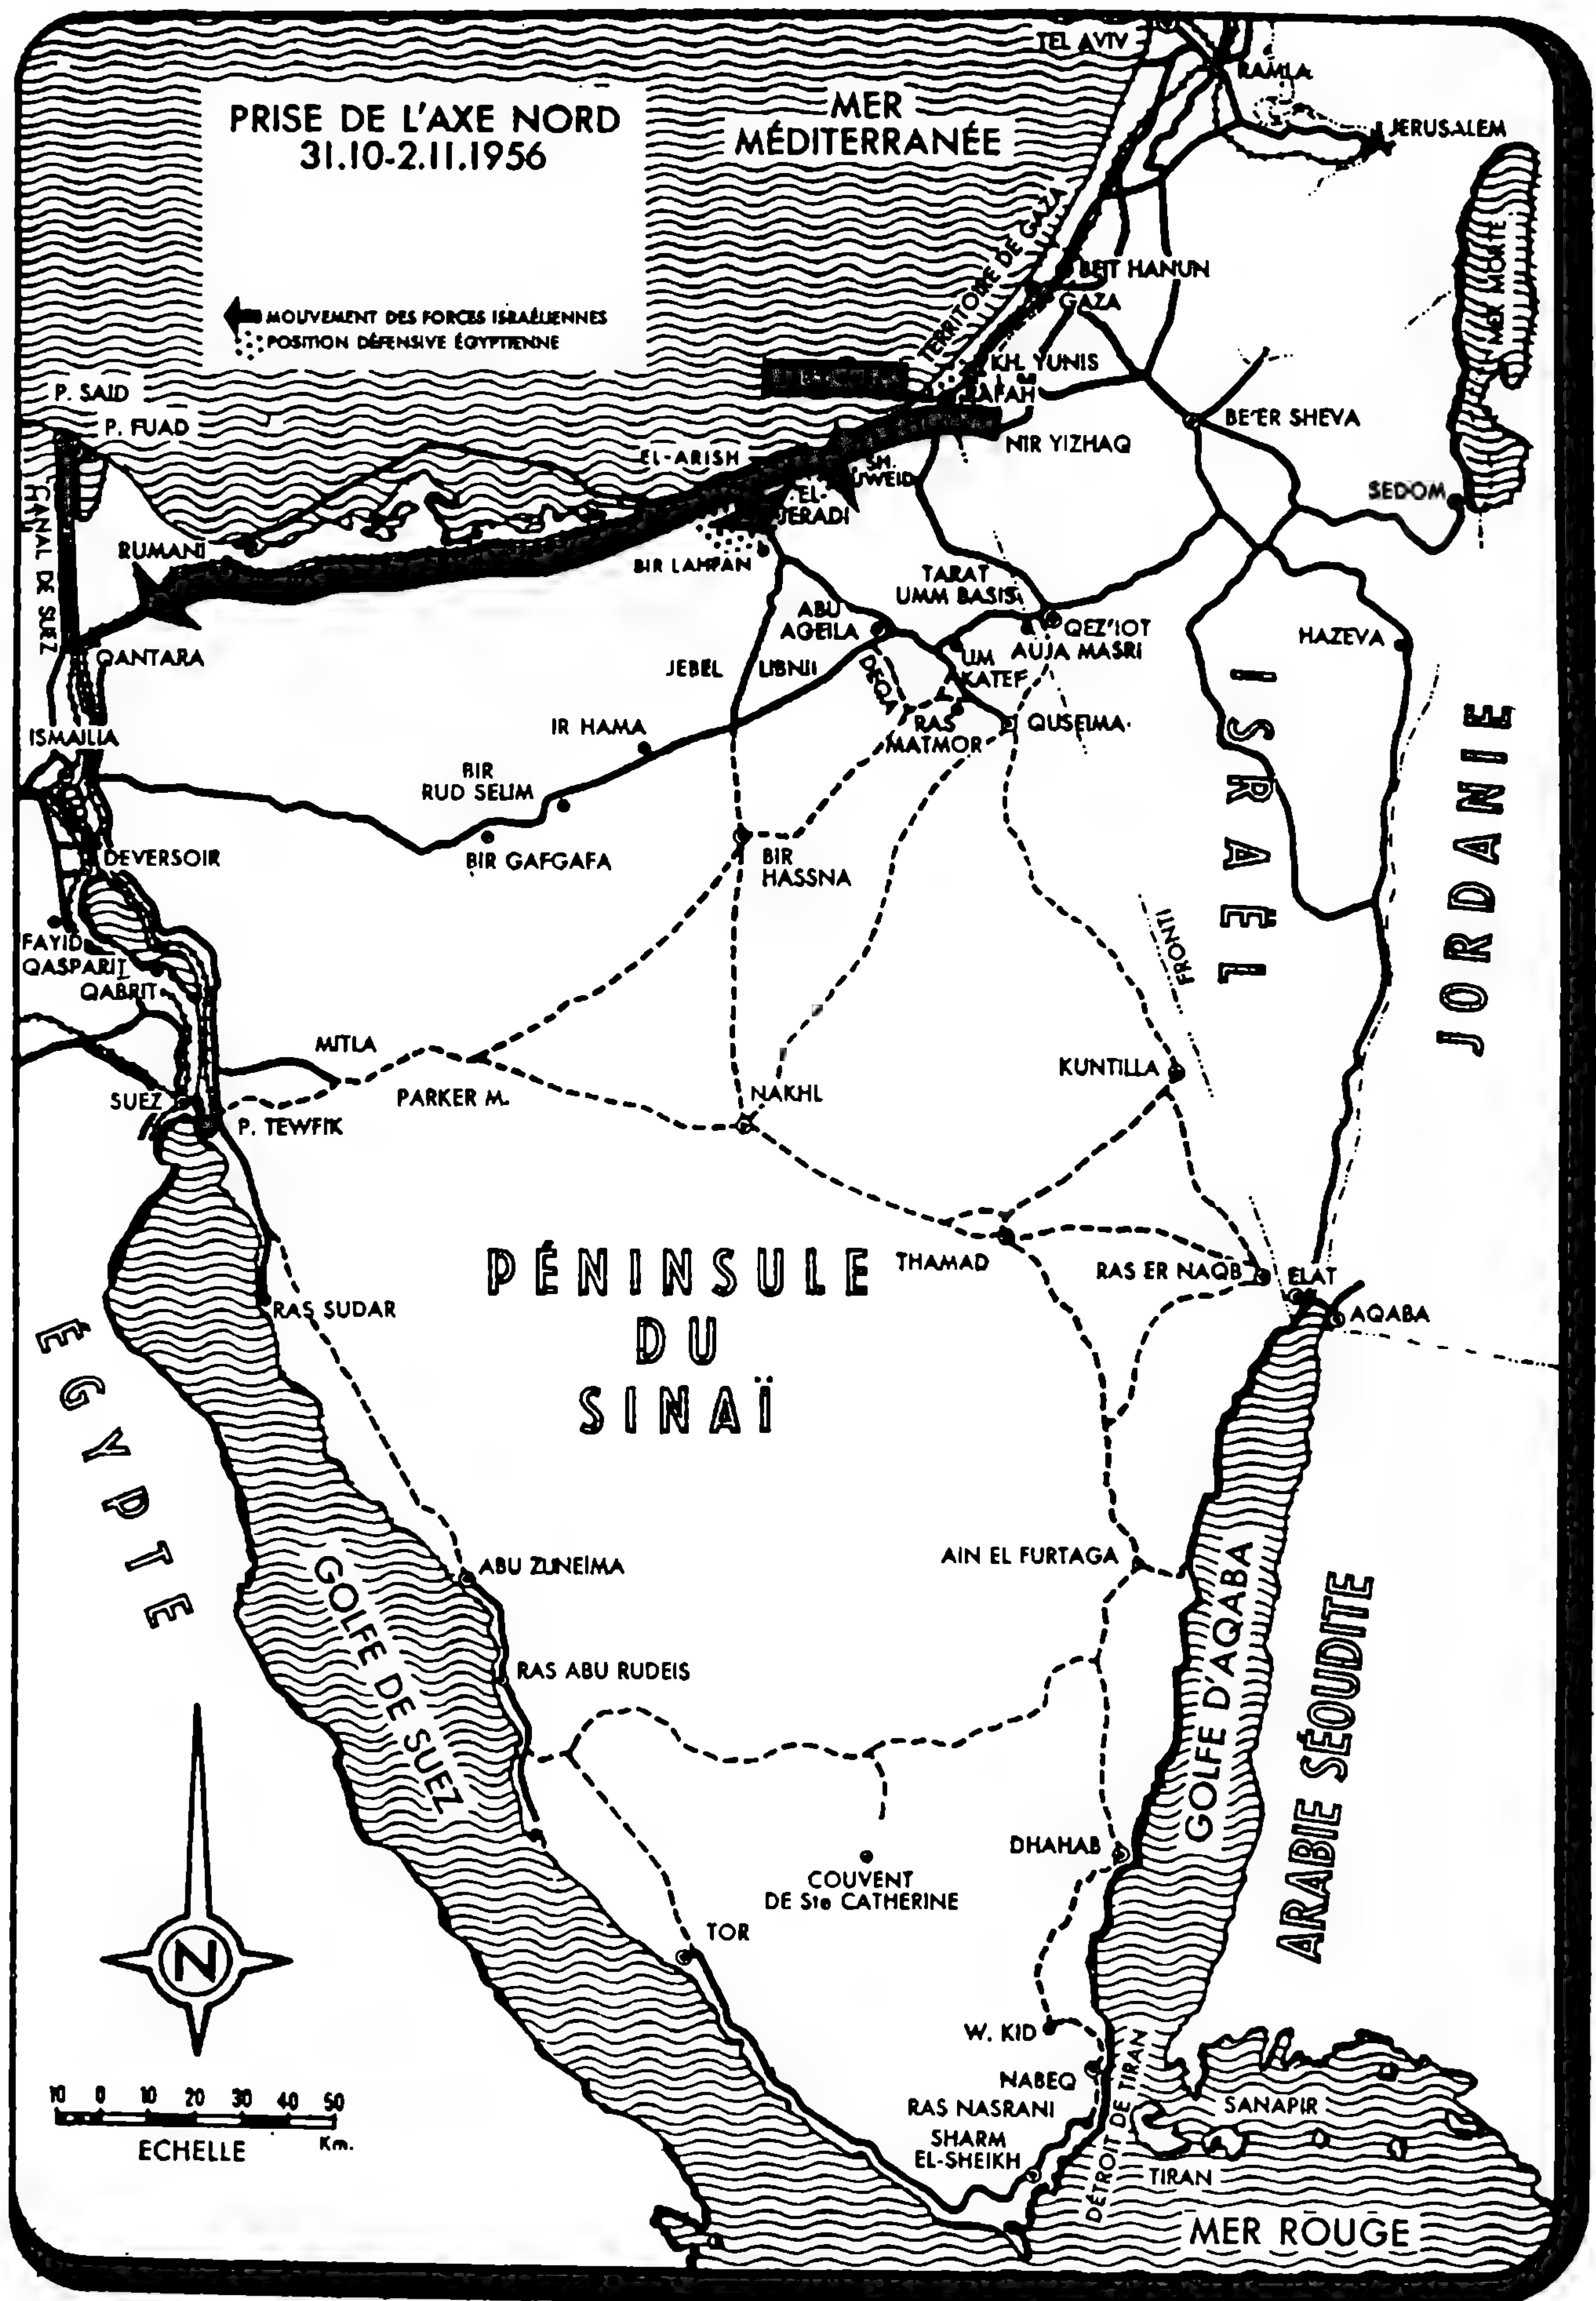 TEL AVIV
RAMLA
PRISE DE L'AXE NORD
31.10-2.11.1956
MER
MÉDITERRANÉE
JERUSALEM
MER MORTE
TERRITOIRE DE GAZA
BEIT HANUN
GAZA
MOUVEMENT DES FORCES ISRAÉLIENNES
POSITION DÉFENSIVE ÉGYPTIENNE
KH. YUNIS
RAFAH
P. SAID
P. FUAD
BE'ER SHEVA
NIR YIZHAQ
EL-ARISH
SH.
UWEID
EL-
JERADI
SEDOM
CANAL DE SUEZ
RUMANI
BIR LAHFAN
TARAT
UMM BASIS
ABU
AGEILA
QEZ'IOT
AUJA MASRI
HAZEVA
QANTARA
JEBEL LIBNII
DEQA
UM
KATEF
IR HAMA
RAS
MATMOR
QUSEIMA
ISMAILIA
ISRAËL
JORDANIE
BIR
RUD SELIM
BIR GAFGAFA
DEVERSOIR
BIR
HASSNA
FAYID
QASPARIT
QABRIT
FRONTI
MITLA
PARKER M.
NAKHL
KUNTILLA
SUEZ
P. TEWFIK
THAMAD
RAS ER NAQB
ELAT
AQABA
PÉNINSULE
DU
SINAÏ
RAS SUDAR
ÉGYPTE
GOLFE DE SUEZ
ABU ZUNEIMA
AIN EL FURTAGA
GOLFE D'AQABA
ARABIE SÉOUDITE
RAS ABU RUDEIS
DHAHAB
COUVENT
DE Ste CATHERINE
TOR
N
W. KID
NABEQ
DÉTROIT DE TIRAN
RAS NASRANI
SANAPIR
SHARM
EL-SHEIKH
TIRAN
10 0 10 20 30 40 50
ECHELLE Km.
MER ROUGE